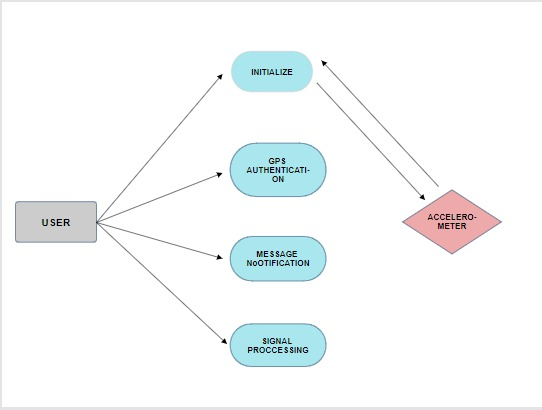 INITIALIZE
GPS
AUTHENTICATI-
ON
USER
ACCELERO-
METER
MESSAGE
NoOTIFICATION
SIGNAL
PROCCESSING